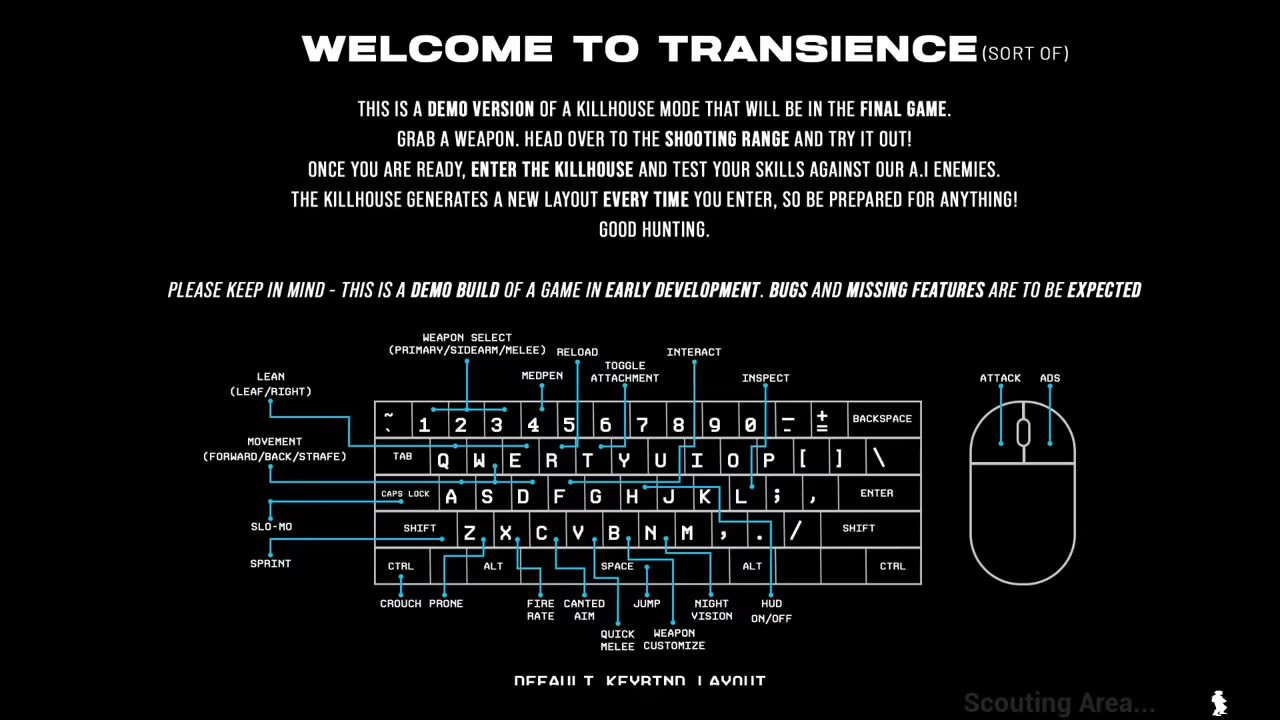 WELCOME TO TRANSIENCE (SORT OF)
THIS IS A DEMO VERSION OF A KILLHOUSE MODE THAT WILL BE IN THE FINAL GAME.
GRAB A WEAPON. HEAD OVER TO THE SHOOTING RANGE AND TRY IT OUT!
ONCE YOU ARE READY, ENTER THE KILLHOUSE AND TEST YOUR SKILLS AGAINST OUR A.I ENEMIES.
THE KILLHOUSE GENERATES A NEW LAYOUT EVERY TIME YOU ENTER, SO BE PREPARED FOR ANYTHING!
GOOD HUNTING.
PLEASE KEEP IN MIND - THIS IS A DEMO BUILD OF A GAME IN EARLY DEVELOPMENT. BUGS AND MISSING FEATURES ARE TO BE EXPECTED
WEAPON SELECT
(PRIMARY/SIDEARM/MELEE)
RELOAD
INTERACT
TOGGLE
ATTACHMENT
MEDPEN
INSPECT
LEAN
(LEAF/RIGHT)
ATTACK
ADS
~ ` 1 2 3 4 5 6 7 8 9 0 - _ + = BACKSPACE
MOVEMENT
(FORWARD/BACK/STRAFE)
TAB Q W E R T Y U I O P [ ] \
CAPS LOCK A S D F G H J K L ; , ENTER
SLO-MO
SHIFT Z X C V B N M , . / SHIFT
SPRINT
CTRL ALT SPACE ALT CTRL
CROUCH
PRONE
FIRE
RATE
CANTED
AIM
JUMP
NIGHT
VISION
HUD
ON/OFF
QUICK
MELEE
WEAPON
CUSTOMIZE
DEFAULT KEYBIND LAYOUT
Scouting Area...